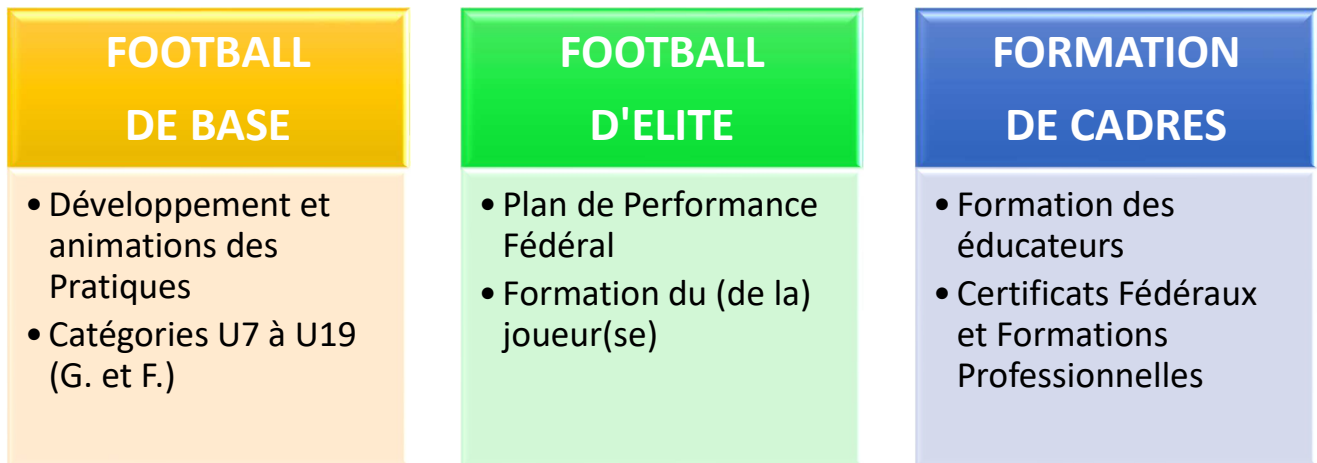 FOOTBALL
DE BASE
• Développement et
animations des
Pratiques
• Catégories U7 à U19
(G. et F.)
FOOTBALL
D'ELITE
• Plan de Performance
Fédéral
• Formation du (de la)
joueur(se)
FORMATION
DE CADRES
• Formation des
éducateurs
• Certificats Fédéraux
et Formations
Professionnelles